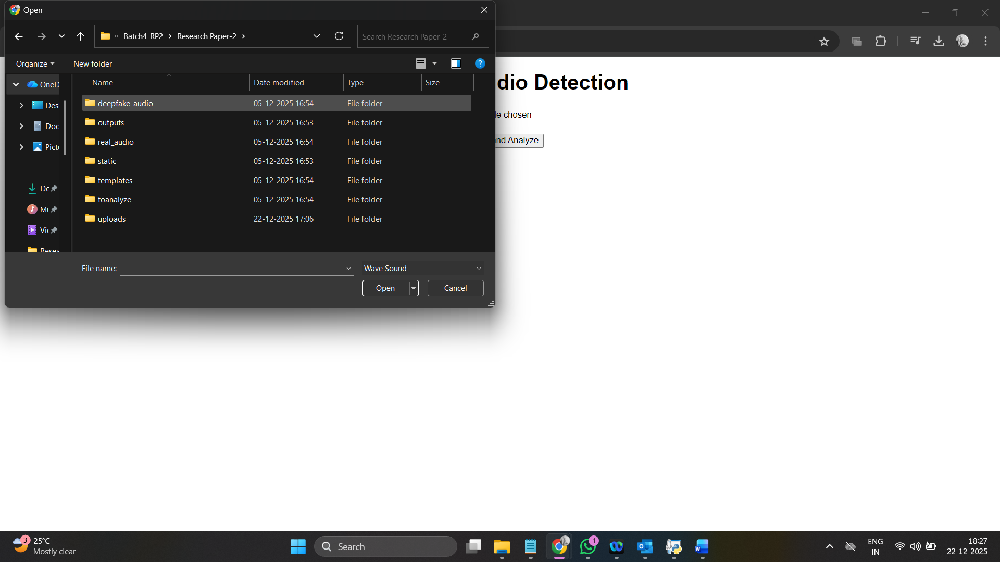 Open
« Batch4_RP2 › Research Paper-2 ›
Search Research Paper-2
Organize
New folder
Name
Date modified
Type
Size
deepfake_audio 05-12-2025 16:54 File folder
outputs 05-12-2025 16:53 File folder
real_audio 05-12-2025 16:54 File folder
static 05-12-2025 16:53 File folder
templates 05-12-2025 16:54 File folder
toanalyze 05-12-2025 16:54 File folder
uploads 22-12-2025 17:06 File folder
OneD
Desl
Doc
Pictu
Dc
Mu
Vic
Resea
File name:
Wave Sound
Open
Cancel
dio Detection
le chosen
nd Analyze
3
25°C
Mostly clear
Search
1
ENG
IN
18:27
22-12-2025